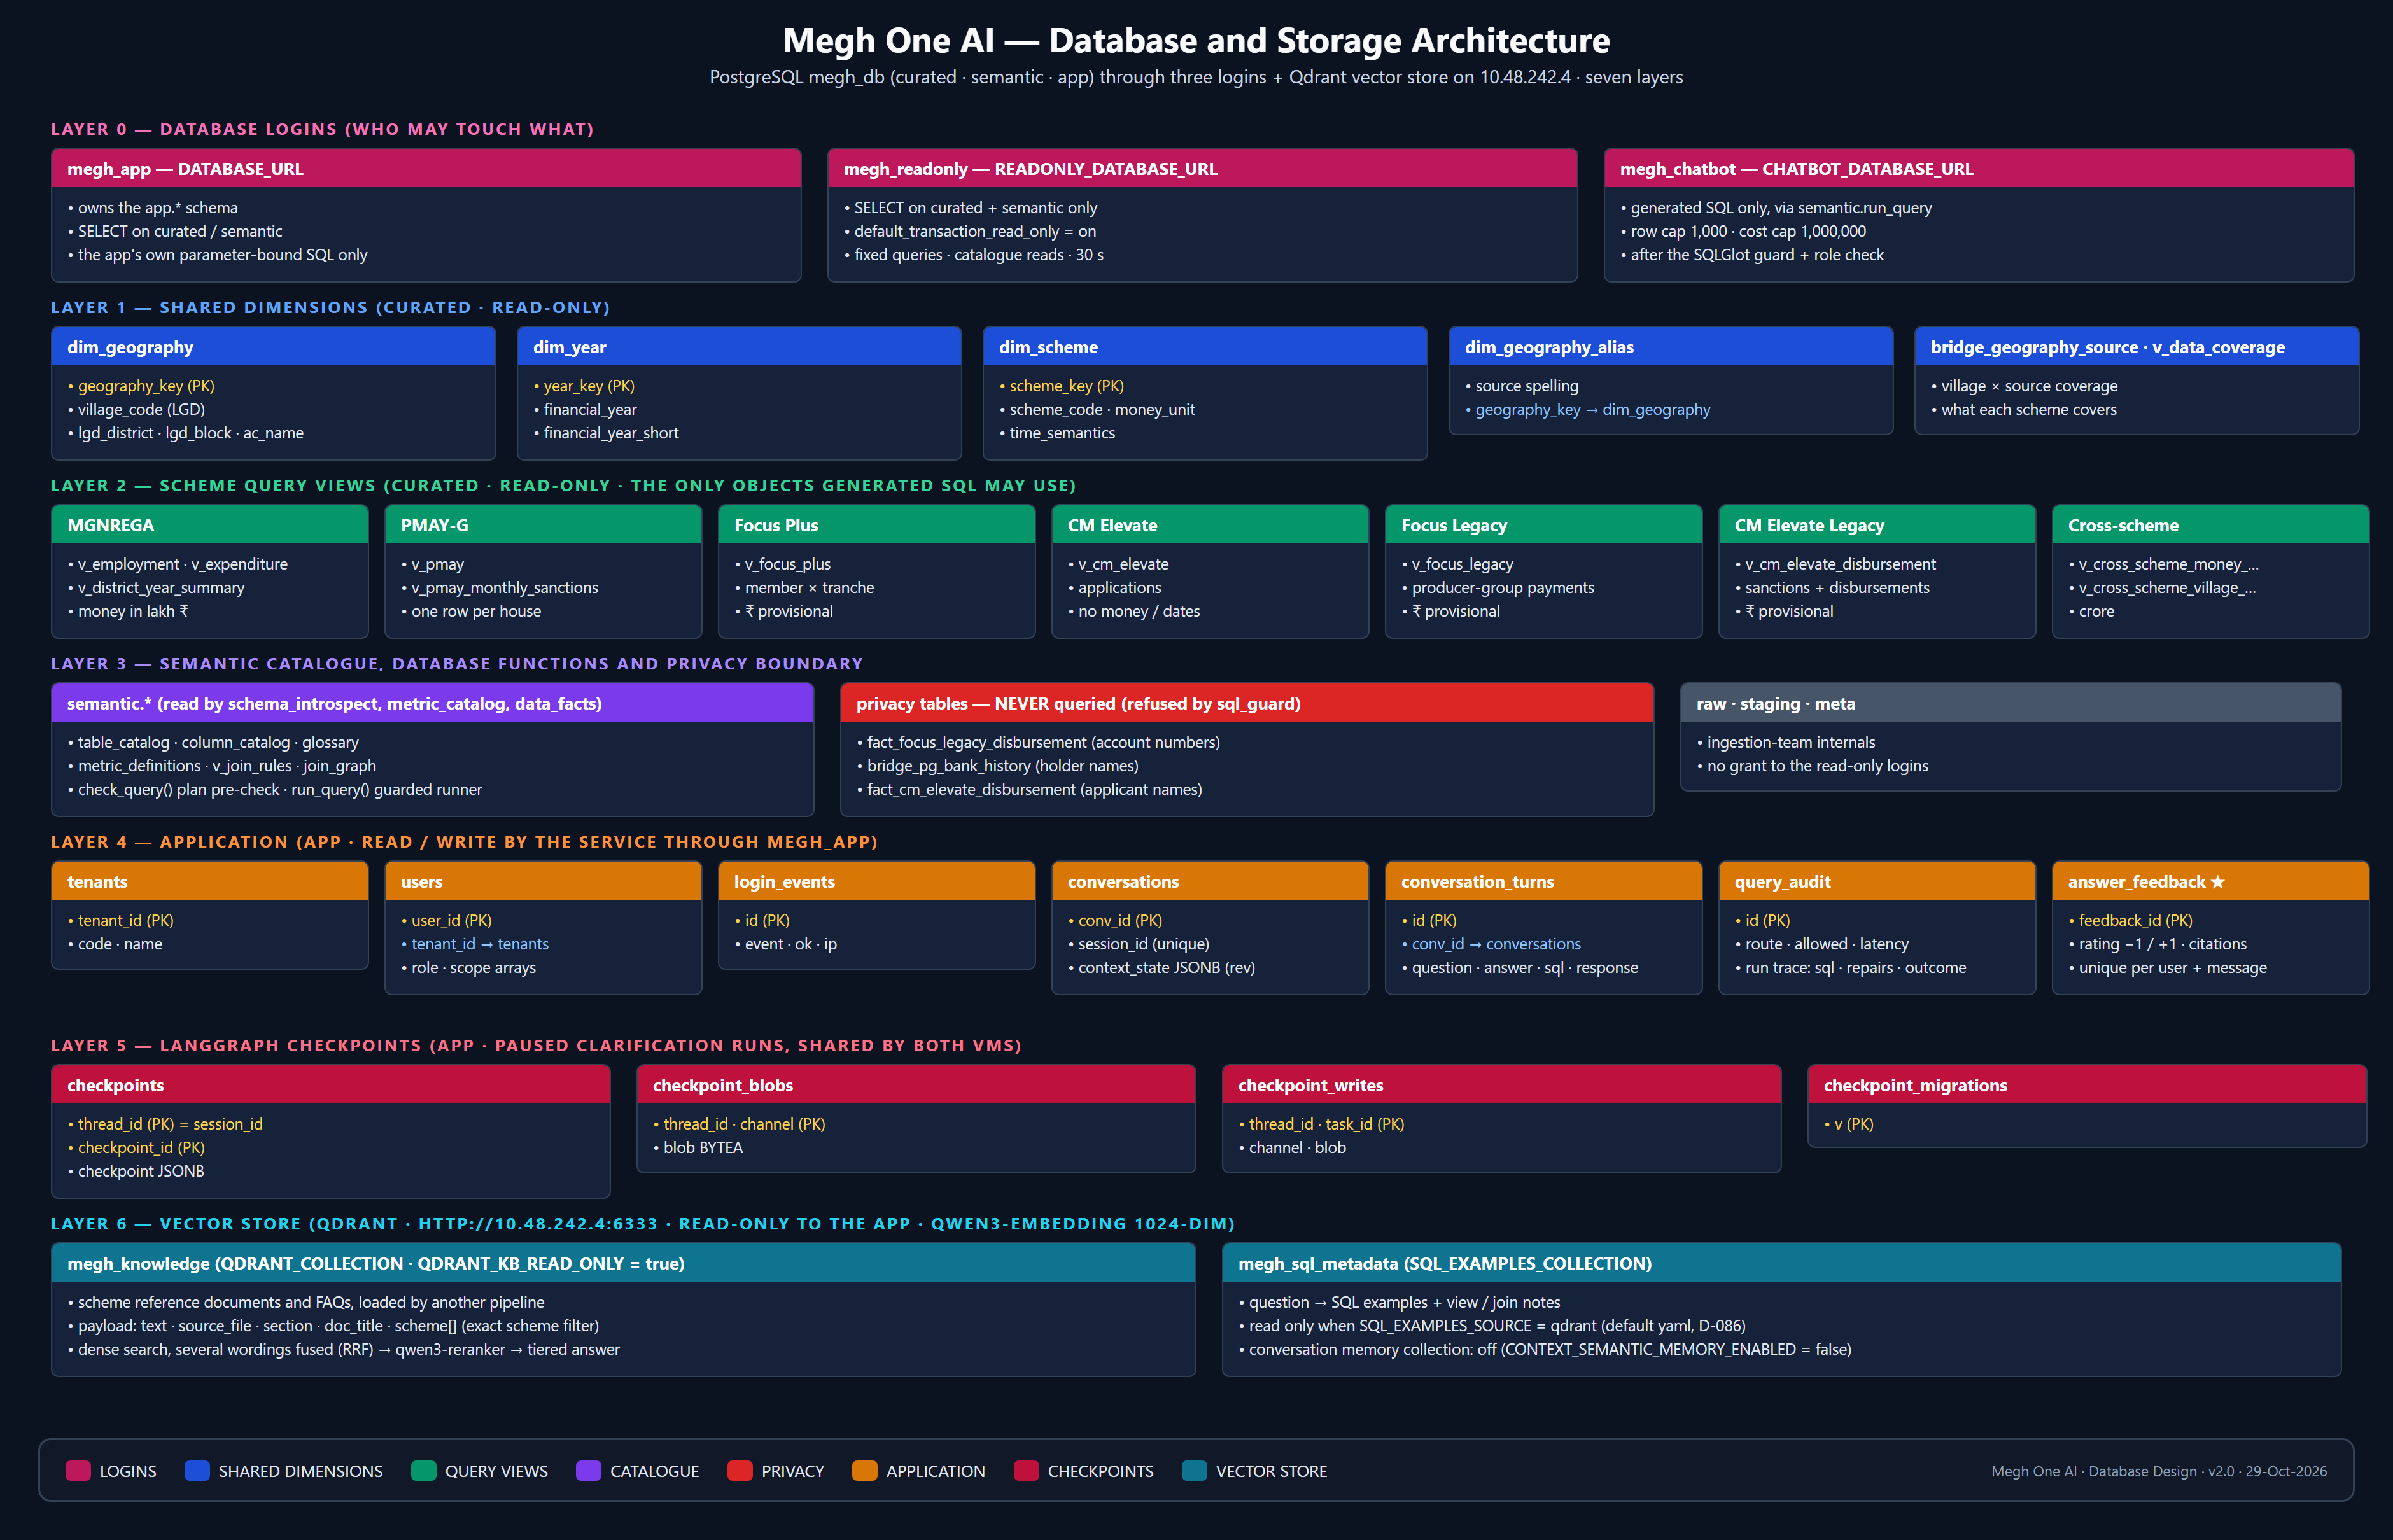 Megh One AI — Database and Storage Architecture
PostgreSQL megh_db (curated · semantic · app) through three logins + Qdrant vector store on 10.48.242.4 · seven layers
LAYER 0 — DATABASE LOGINS (WHO MAY TOUCH WHAT)
megh_app — DATABASE_URL
• owns the app.* schema
• SELECT on curated / semantic
• the app's own parameter-bound SQL only
megh_readonly — READONLY_DATABASE_URL
• SELECT on curated + semantic only
• default_transaction_read_only = on
• fixed queries · catalogue reads · 30 s
megh_chatbot — CHATBOT_DATABASE_URL
• generated SQL only, via semantic.run_query
• row cap 1,000 · cost cap 1,000,000
• after the SQLGlot guard + role check
LAYER 1 — SHARED DIMENSIONS (CURATED · READ-ONLY)
dim_geography
• geography_key (PK)
• village_code (LGD)
• lgd_district · lgd_block · ac_name
dim_year
• year_key (PK)
• financial_year
• financial_year_short
dim_scheme
• scheme_key (PK)
• scheme_code · money_unit
• time_semantics
dim_geography_alias
• source spelling
• geography_key → dim_geography
bridge_geography_source · v_data_coverage
• village × source coverage
• what each scheme covers
LAYER 2 — SCHEME QUERY VIEWS (CURATED · READ-ONLY · THE ONLY OBJECTS GENERATED SQL MAY USE)
MGNREGA
• v_employment · v_expenditure
• v_district_year_summary
• money in lakh ₹
PMAY-G
• v_pmay
• v_pmay_monthly_sanctions
• one row per house
Focus Plus
• v_focus_plus
• member × tranche
• ₹ provisional
CM Elevate
• v_cm_elevate
• applications
• no money / dates
Focus Legacy
• v_focus_legacy
• producer-group payments
• ₹ provisional
CM Elevate Legacy
• v_cm_elevate_disbursement
• sanctions + disbursements
• ₹ provisional
Cross-scheme
• v_cross_scheme_money_...
• v_cross_scheme_village_...
• crore
LAYER 3 — SEMANTIC CATALOGUE, DATABASE FUNCTIONS AND PRIVACY BOUNDARY
semantic.* (read by schema_introspect, metric_catalog, data_facts)
• table_catalog · column_catalog · glossary
• metric_definitions · v_join_rules · join_graph
• check_query() plan pre-check · run_query() guarded runner
privacy tables — NEVER queried (refused by sql_guard)
• fact_focus_legacy_disbursement (account numbers)
• bridge_pg_bank_history (holder names)
• fact_cm_elevate_disbursement (applicant names)
raw · staging · meta
• ingestion-team internals
• no grant to the read-only logins
LAYER 4 — APPLICATION (APP · READ / WRITE BY THE SERVICE THROUGH MEGH_APP)
tenants
• tenant_id (PK)
• code · name
users
• user_id (PK)
• tenant_id → tenants
• role · scope arrays
login_events
• id (PK)
• event · ok · ip
conversations
• conv_id (PK)
• session_id (unique)
• context_state JSONB (rev)
conversation_turns
• id (PK)
• conv_id → conversations
• question · answer · sql · response
query_audit
• id (PK)
• route · allowed · latency
• run trace: sql · repairs · outcome
answer_feedback ★
• feedback_id (PK)
• rating −1 / +1 · citations
• unique per user + message
LAYER 5 — LANGGRAPH CHECKPOINTS (APP · PAUSED CLARIFICATION RUNS, SHARED BY BOTH VMS)
checkpoints
• thread_id (PK) = session_id
• checkpoint_id (PK)
• checkpoint JSONB
checkpoint_blobs
• thread_id · channel (PK)
• blob BYTEA
checkpoint_writes
• thread_id · task_id (PK)
• channel · blob
checkpoint_migrations
• v (PK)
LAYER 6 — VECTOR STORE (QDRANT · HTTP://10.48.242.4:6333 · READ-ONLY TO THE APP · QWEN3-EMBEDDING 1024-DIM)
megh_knowledge (QDRANT_COLLECTION · QDRANT_KB_READ_ONLY = true)
• scheme reference documents and FAQs, loaded by another pipeline
• payload: text · source_file · section · doc_title · scheme[] (exact scheme filter)
• dense search, several wordings fused (RRF) → qwen3-reranker → tiered answer
megh_sql_metadata (SQL_EXAMPLES_COLLECTION)
• question → SQL examples + view / join notes
• read only when SQL_EXAMPLES_SOURCE = qdrant (default yaml, D-086)
• conversation memory collection: off (CONTEXT_SEMANTIC_MEMORY_ENABLED = false)
LOGINS
SHARED DIMENSIONS
QUERY VIEWS
CATALOGUE
PRIVACY
APPLICATION
CHECKPOINTS
VECTOR STORE
Megh One AI · Database Design · v2.0 · 29-Oct-2026